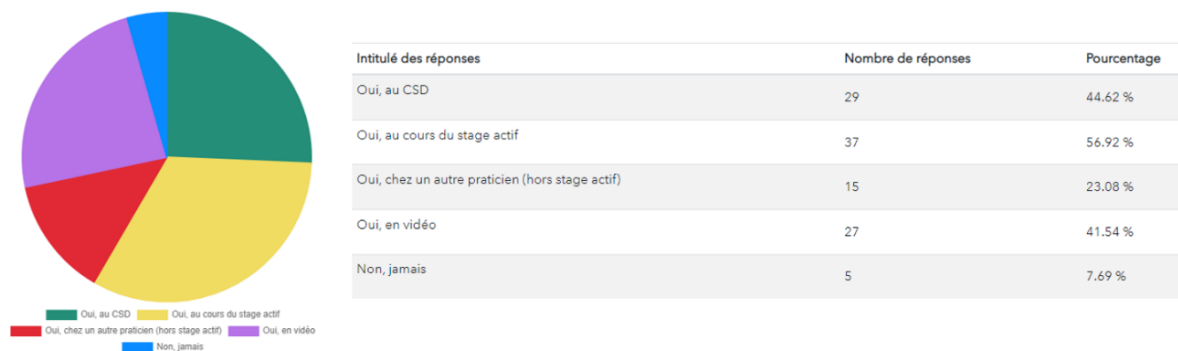 Intitulé des réponses Nombre de réponses Pourcentage
Oui, au CSD 29 44.62 %
Oui, au cours du stage actif 37 56.92 %
Oui, chez un autre praticien (hors stage actif) 15 23.08 %
Oui, en vidéo 27 41.54 %
Non, jamais 5 7.69 %
Oui, au CSD Oui, au cours du stage actif
Oui, chez un autre praticien (hors stage actif) Oui, en vidéo
Non, jamais